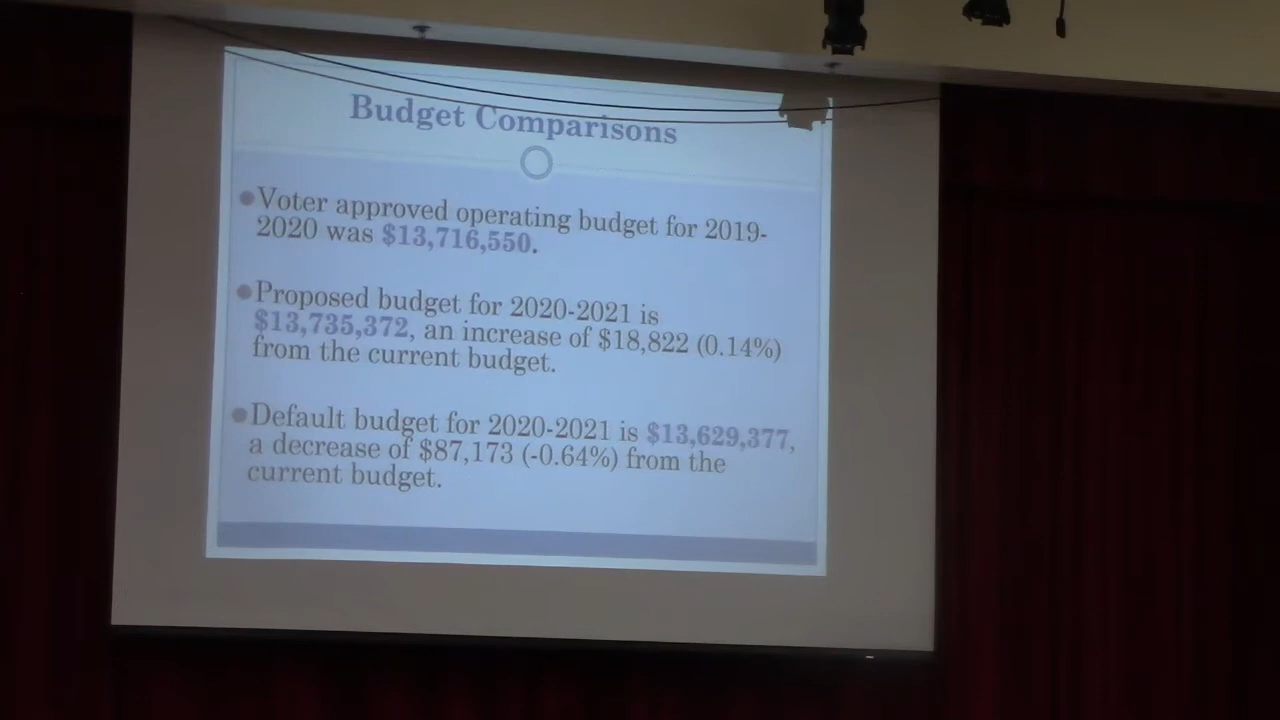 Budget Comparisons
Voter approved operating budget for 2019-
2020 was $13,716,550.
Proposed budget for 2020-2021 is
$13,735,372, an increase of $18,822 (0.14%)
from the current budget.
Default budget for 2020-2021 is $13,629,377,
a decrease of $87,173 (-0.64%) from the
current budget.